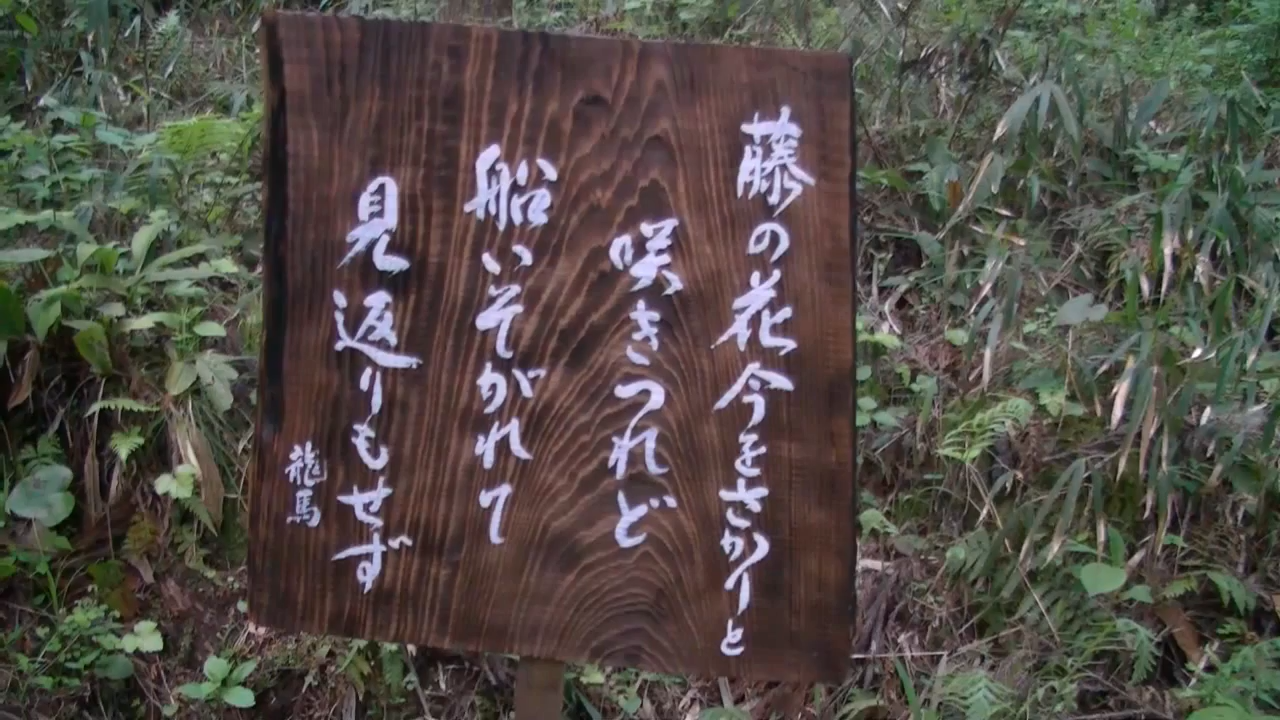 藤の花今をさかりと
咲きつれど
船いそがれて
見返りもせず
龍馬